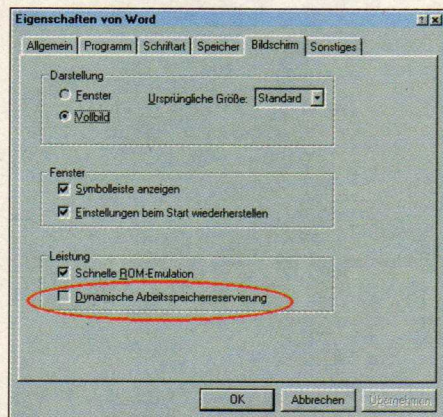 Eigenschaften von Word
Allgemein Programm Schriftart Speicher Bildschirm Sonstiges
Darstellung
Fenster Ursprüngliche Größe: Standard
Vollbild
Fenster
Symbolleiste anzeigen
Einstellungen beim Start wiederherstellen
Leistung
Schnelle ROM-Emulation
Dynamische Arbeitsspeicherreservierung
OK Abbrechen Übernehmen